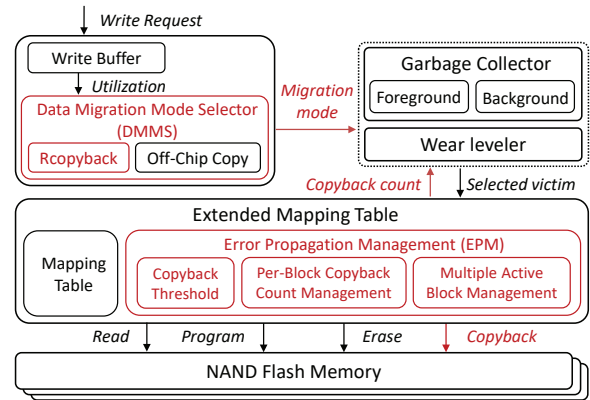 Write Request
Write Buffer
Utilization
Data Migration Mode Selector
(DMMS)
Rcopyback
Off-Chip Copy
Migration
mode
Garbage Collector
Foreground
Background
Wear leveler
Copyback count
Selected victim
Extended Mapping Table
Mapping
Table
Error Propagation Management (EPM)
Copyback
Threshold
Per-Block Copyback
Count Management
Multiple Active
Block Management
Read
Program
Erase
Copyback
NAND Flash Memory